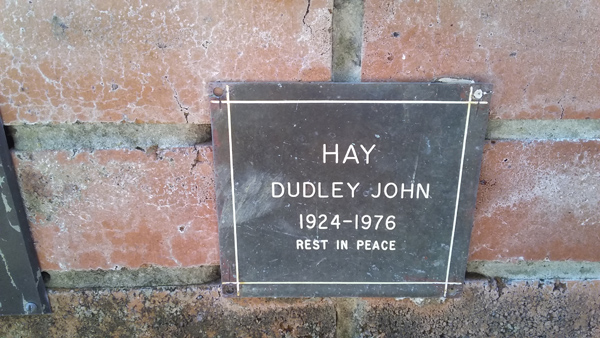 HAY
DUDLEY JOHN
1924-1976
REST IN PEACE